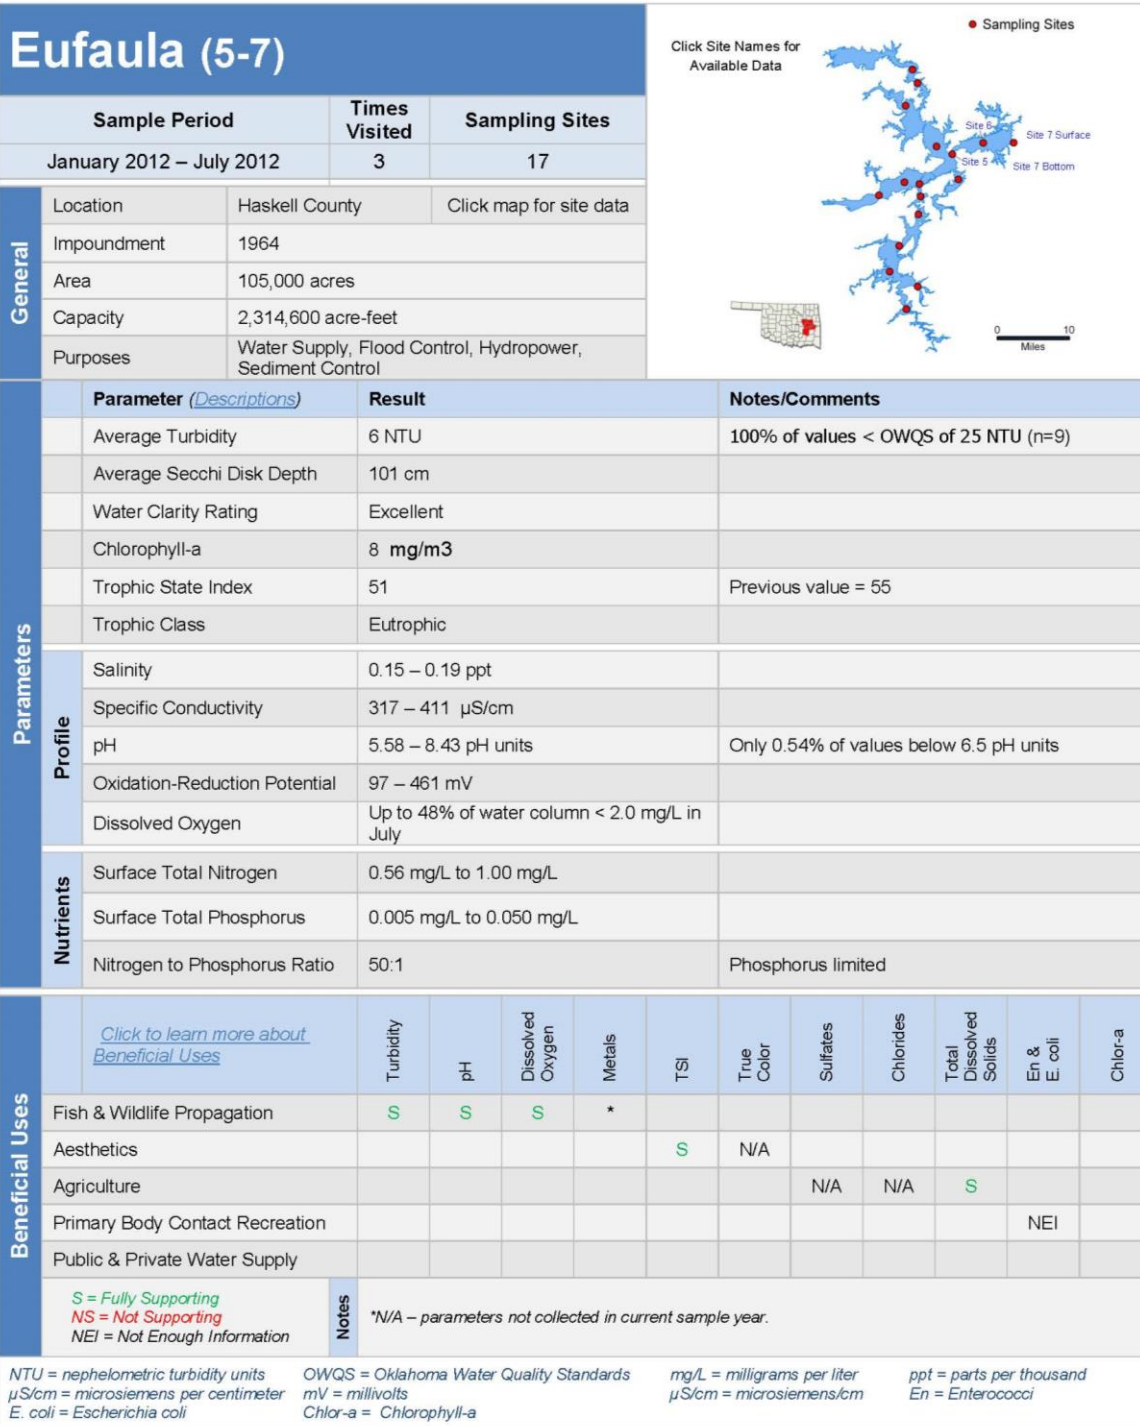 Eufaula (5-7)
Sampling Sites
Click Site Names for
Available Data
Site 6
Site 7 Surface
Site 5
Site 7 Bottom
0 10
Miles
Sample Period Times Visited Sampling Sites
January 2012 – July 2012 3 17
General
Location Haskell County Click map for site data
Impoundment 1964
Area 105,000 acres
Capacity 2,314,600 acre-feet
Purposes Water Supply, Flood Control, Hydropower,
Sediment Control
Parameters
Parameter (Descriptions) Result Notes/Comments
Average Turbidity 6 NTU 100% of values < OWQS of 25 NTU (n=9)
Average Secchi Disk Depth 101 cm
Water Clarity Rating Excellent
Chlorophyll-a 8 mg/m3
Trophic State Index 51 Previous value = 55
Trophic Class Eutrophic
Profile
Salinity 0.15 – 0.19 ppt
Specific Conductivity 317 – 411 µS/cm
pH 5.58 – 8.43 pH units Only 0.54% of values below 6.5 pH units
Oxidation-Reduction Potential 97 – 461 mV
Dissolved Oxygen Up to 48% of water column < 2.0 mg/L in
July
Nutrients
Surface Total Nitrogen 0.56 mg/L to 1.00 mg/L
Surface Total Phosphorus 0.005 mg/L to 0.050 mg/L
Nitrogen to Phosphorus Ratio 50:1 Phosphorus limited
Beneficial Uses
Click to learn more about
Beneficial Uses
Turbidity
pH
Dissolved
Oxygen
Metals
TSI
True
Color
Sulfates
Chlorides
Total
Dissolved
Solids
En &
E. coli
Chlor-a
Fish & Wildlife Propagation S S S *
Aesthetics S N/A
Agriculture N/A N/A S
Primary Body Contact Recreation NEI
Public & Private Water Supply
S = Fully Supporting
NS = Not Supporting
NEI = Not Enough Information
Notes
*N/A – parameters not collected in current sample year.
NTU = nephelometric turbidity units OWQS = Oklahoma Water Quality Standards mg/L = milligrams per liter ppt = parts per thousand
µS/cm = microsiemens per centimeter mV = millivolts µS/cm = microsiemens/cm En = Enterococci
E. coli = Escherichia coli Chlor-a = Chlorophyll-a